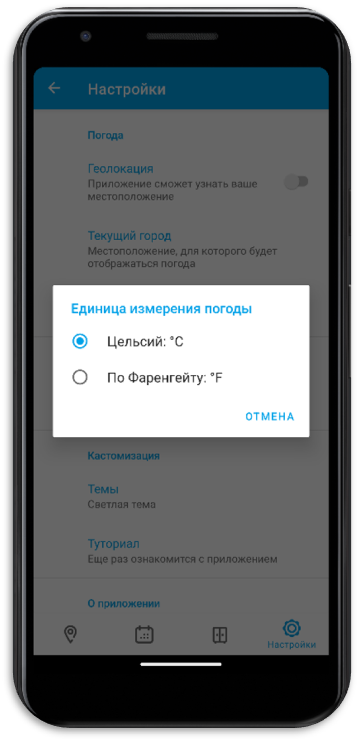 Настройки
Погода
Геолокация
Приложение сможет узнать ваше
местоположение
Текущий город
Местоположение, для которого будет
отображаться погода
Единица измерения погоды
Цельсий: °C
По Фаренгейту: °F
ОТМЕНА
Кастомизация
Темы
Светлая тема
Туториал
Еще раз ознакомится с приложением
О приложении
Настройки